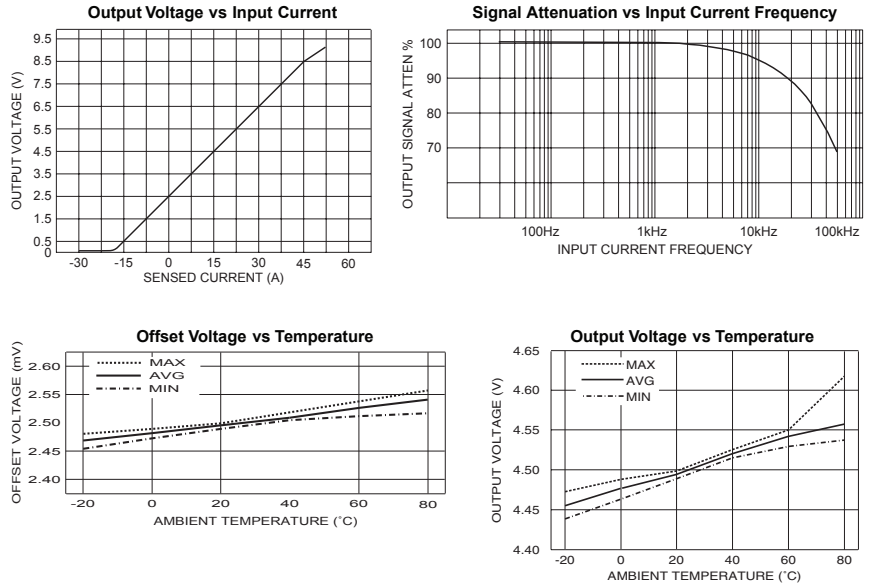 Output Voltage vs Input Current
OUTPUT VOLTAGE (V)
9.5
8.5
7.5
6.5
5.5
4.5
3.5
2.5
1.5
0.5
0
-30 -15 0 15 30 45 60
SENSED CURRENT (A)
Signal Attenuation vs Input Current Frequency
OUTPUT SIGNAL ATTEN %
100
90
80
70
100Hz 1kHz 10kHz 100kHz
INPUT CURRENT FREQUENCY
Offset Voltage vs Temperature
OFFSET VOLTAGE (mV)
2.60
2.55
2.50
2.45
2.40
MAX
AVG
MIN
-20 0 20 40 60 80
AMBIENT TEMPERATURE (˚C)
Output Voltage vs Temperature
OUTPUT VOLTAGE (V)
4.65
4.60
4.55
4.50
4.45
4.40
MAX
AVG
MIN
-20 0 20 40 60 80
AMBIENT TEMPERATURE (˚C)